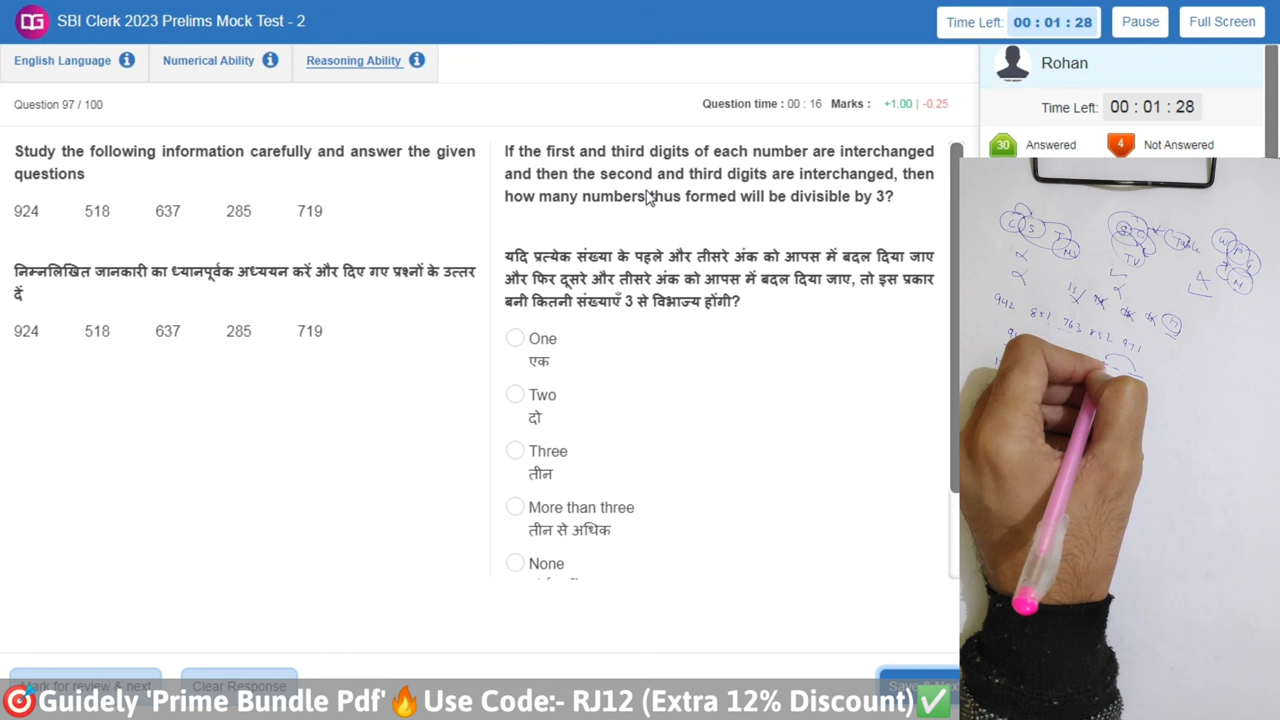 SBI Clerk 2023 Prelims Mock Test - 2
Time Left: 00 : 01 : 28
Pause
Full Screen
English Language
Numerical Ability
Reasoning Ability
Rohan
Question 97 / 100
Question time : 00 : 16 Marks : +1.00 | -0.25
Time Left: 00 : 01 : 28
30 Answered
4 Not Answered
Study the following information carefully and answer the given
questions
924 518 637 285 719
निम्नलिखित जानकारी का ध्यानपूर्वक अध्ययन करें और दिए गए प्रश्नों के उत्तर
दें
924 518 637 285 719
If the first and third digits of each number are interchanged
and then the second and third digits are interchanged, then
how many numbers thus formed will be divisible by 3?
यदि प्रत्येक संख्या के पहले और तीसरे अंक को आपस में बदल दिया जाए
और फिर दूसरे और तीसरे अंक को आपस में बदल दिया जाए, तो इस प्रकार
बनी कितनी संख्याएँ 3 से विभाज्य होंगी?
One
एक
Two
दो
Three
तीन
More than three
तीन से अधिक
None
942 851 763 852 971
Mark for review & next
Clear Response
🎯Guidely 'Prime Bundle Pdf'🔥Use Code:- RJ12 (Extra 12% Discount)✅